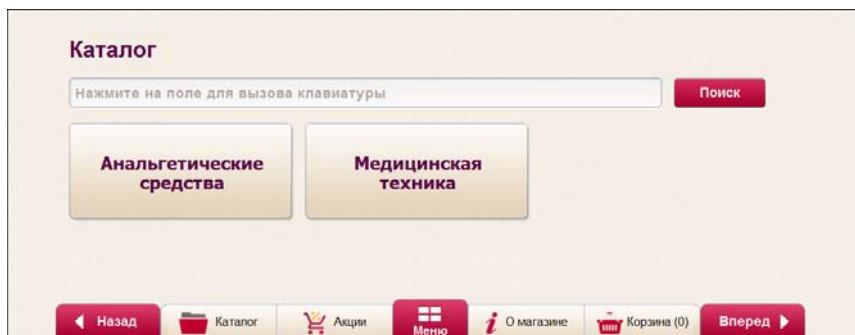 Каталог
Нажмите на поле для вызова клавиатуры
Поиск
Анальгетические
средства
Медицинская
техника
Назад
Каталог
Акции
Меню
О магазине
Корзина (0)
Вперед